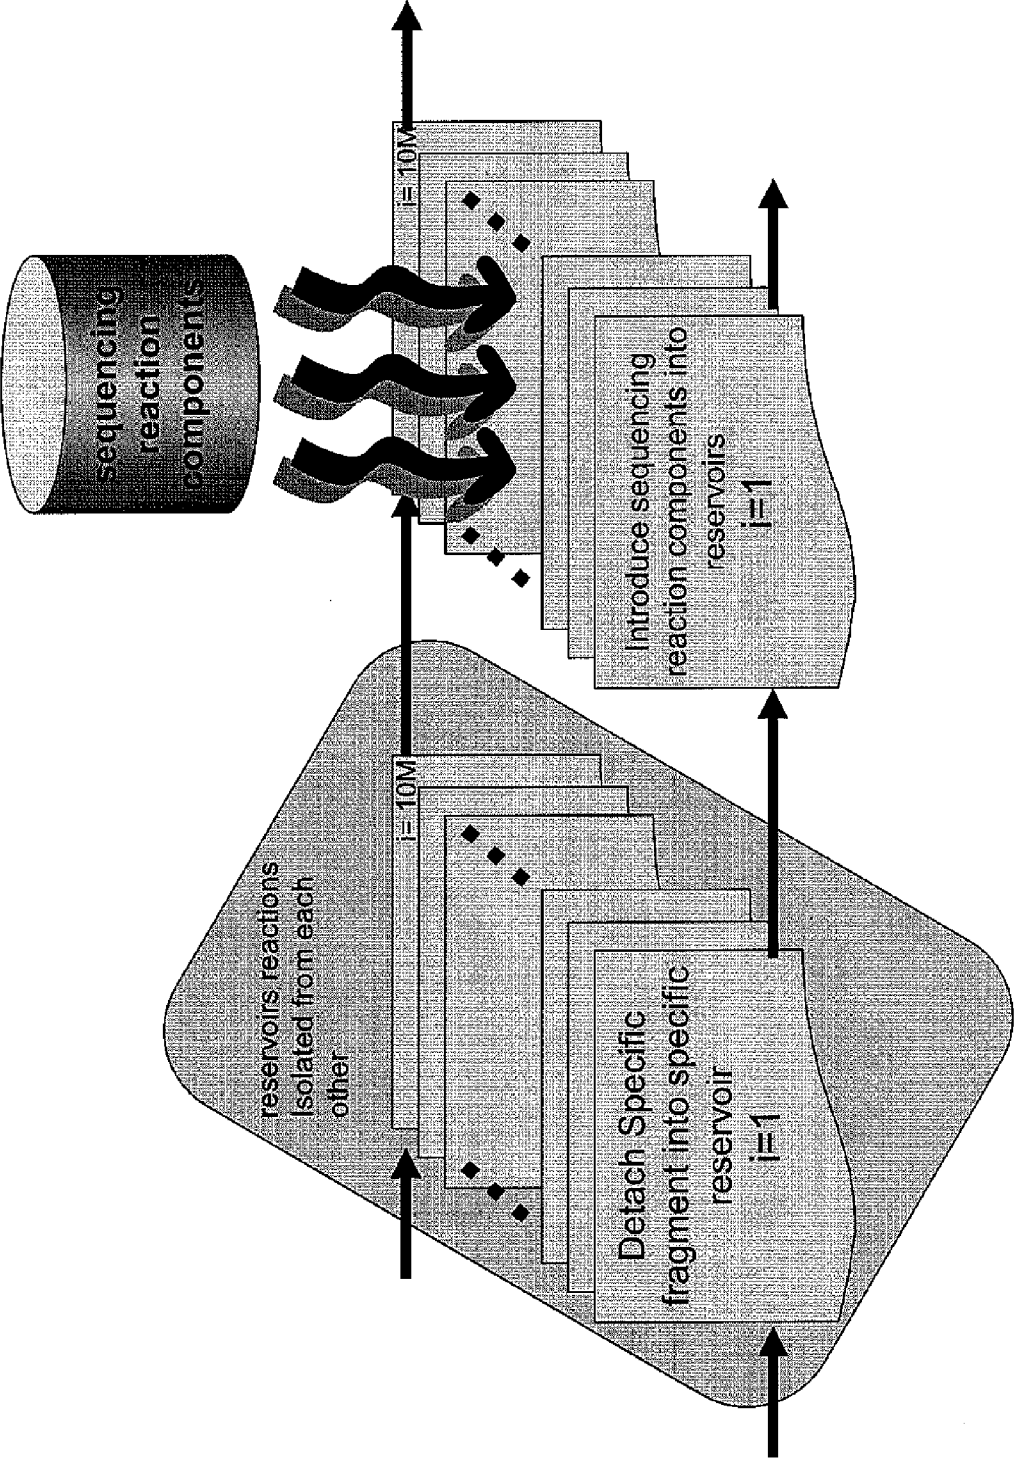 reservoirs reactions
Isolated from each
other
i= 10M
Detach Specific
fragment into specific
reservoir
i=1
sequencing
reaction
components
i= 10M
Introduce sequencing
reaction components into
reservoirs
i=1